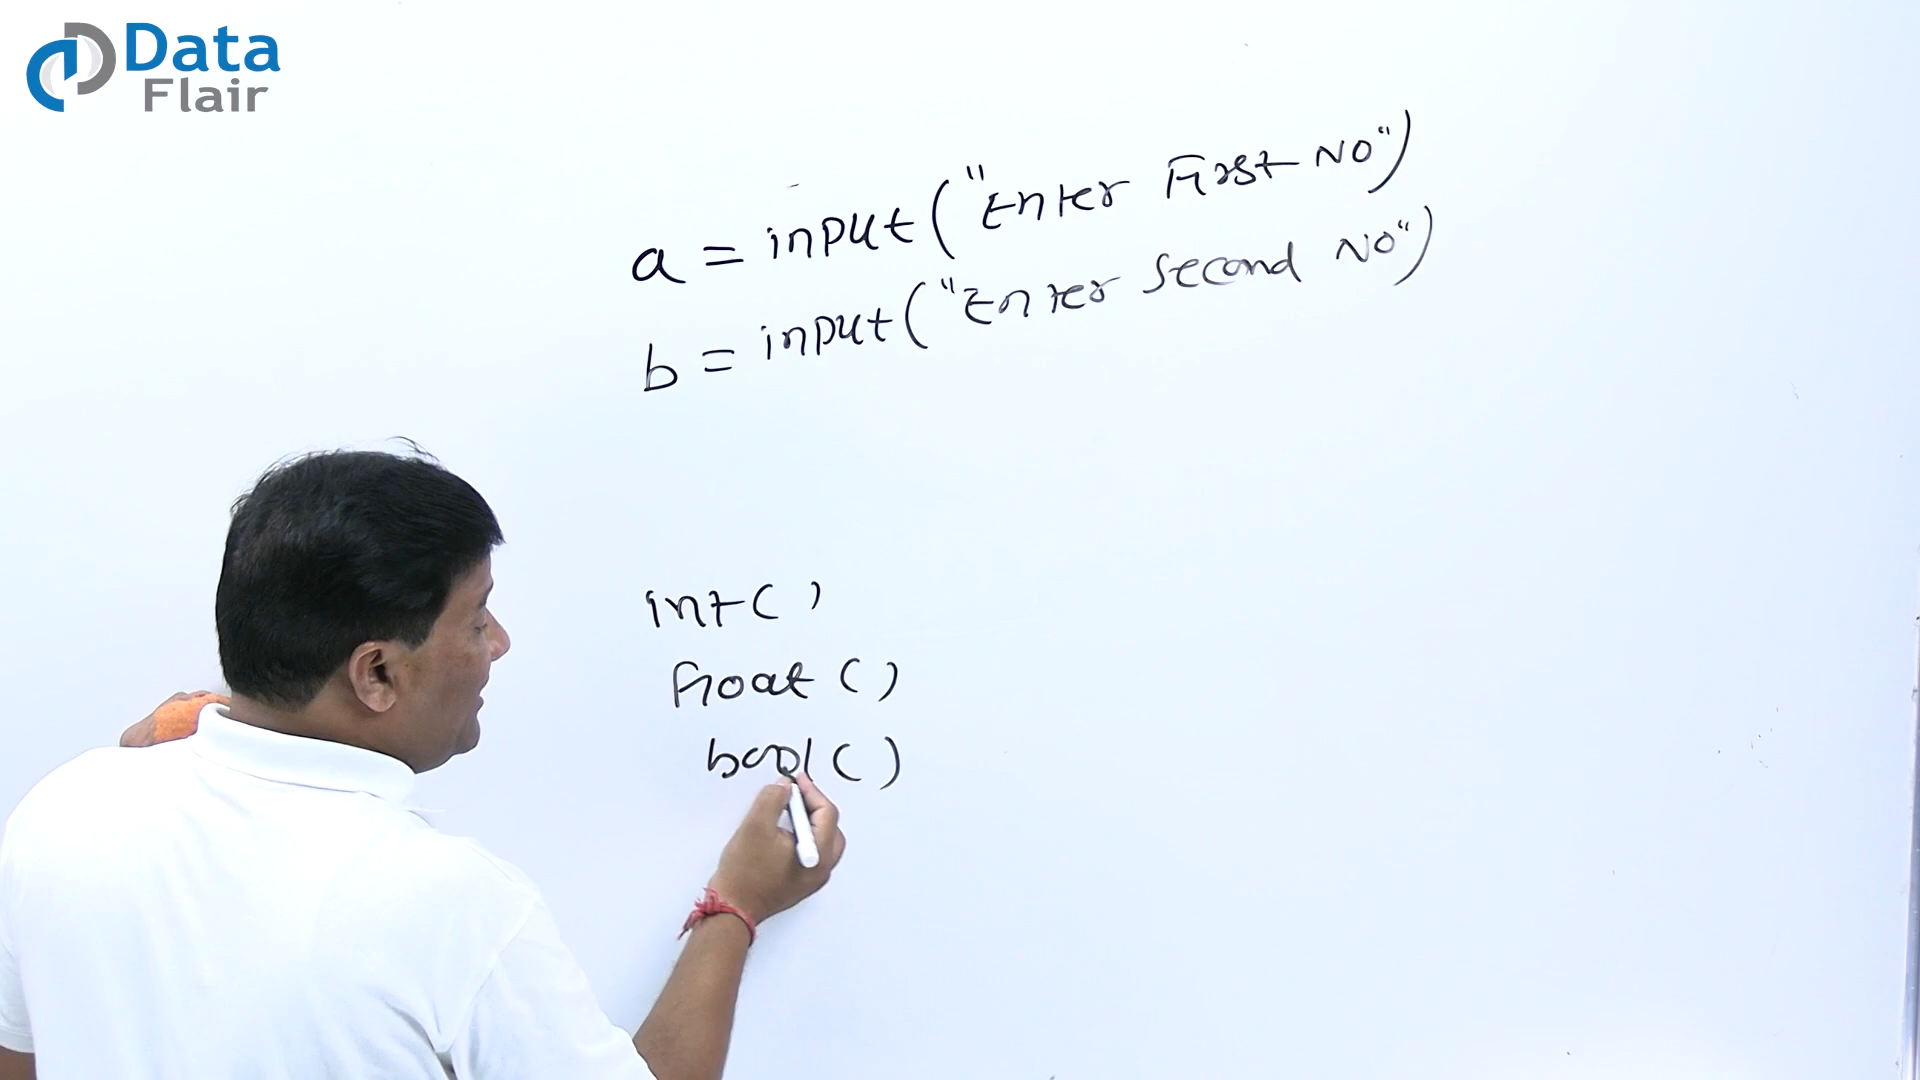 Data
Flair
a = input("Enter First NO")
b = input("Enter Second NO")
int( )
float ( )
bool ( )